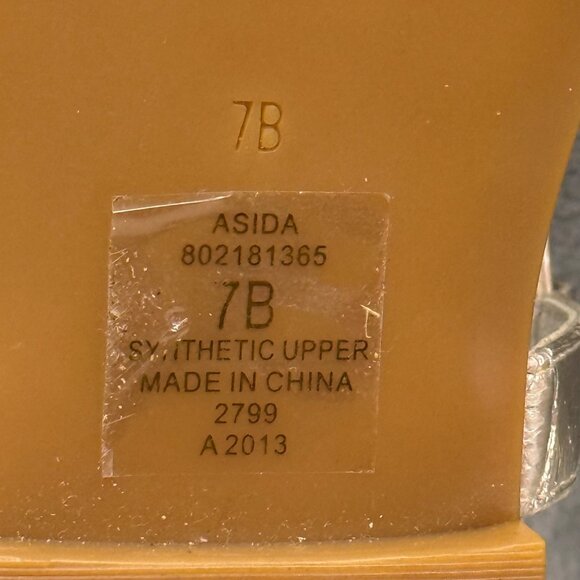 7B
ASIDA
802181365
7B
SYNTHETIC UPPER
MADE IN CHINA
2799
A 2013